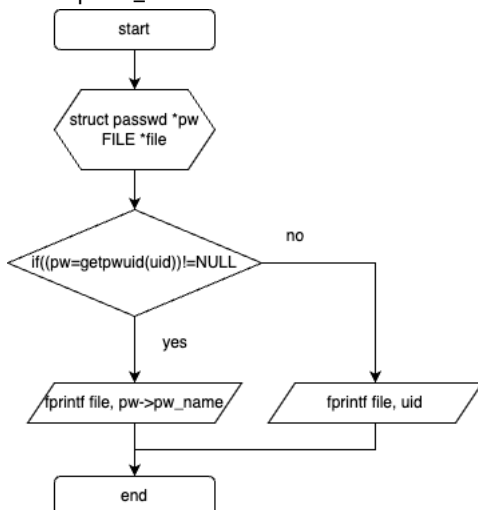 start
struct passwd *pw
FILE *file
if((pw=getpwuid(uid))!=NULL
no
yes
fprintf file, pw->pw_name
fprintf file, uid
end